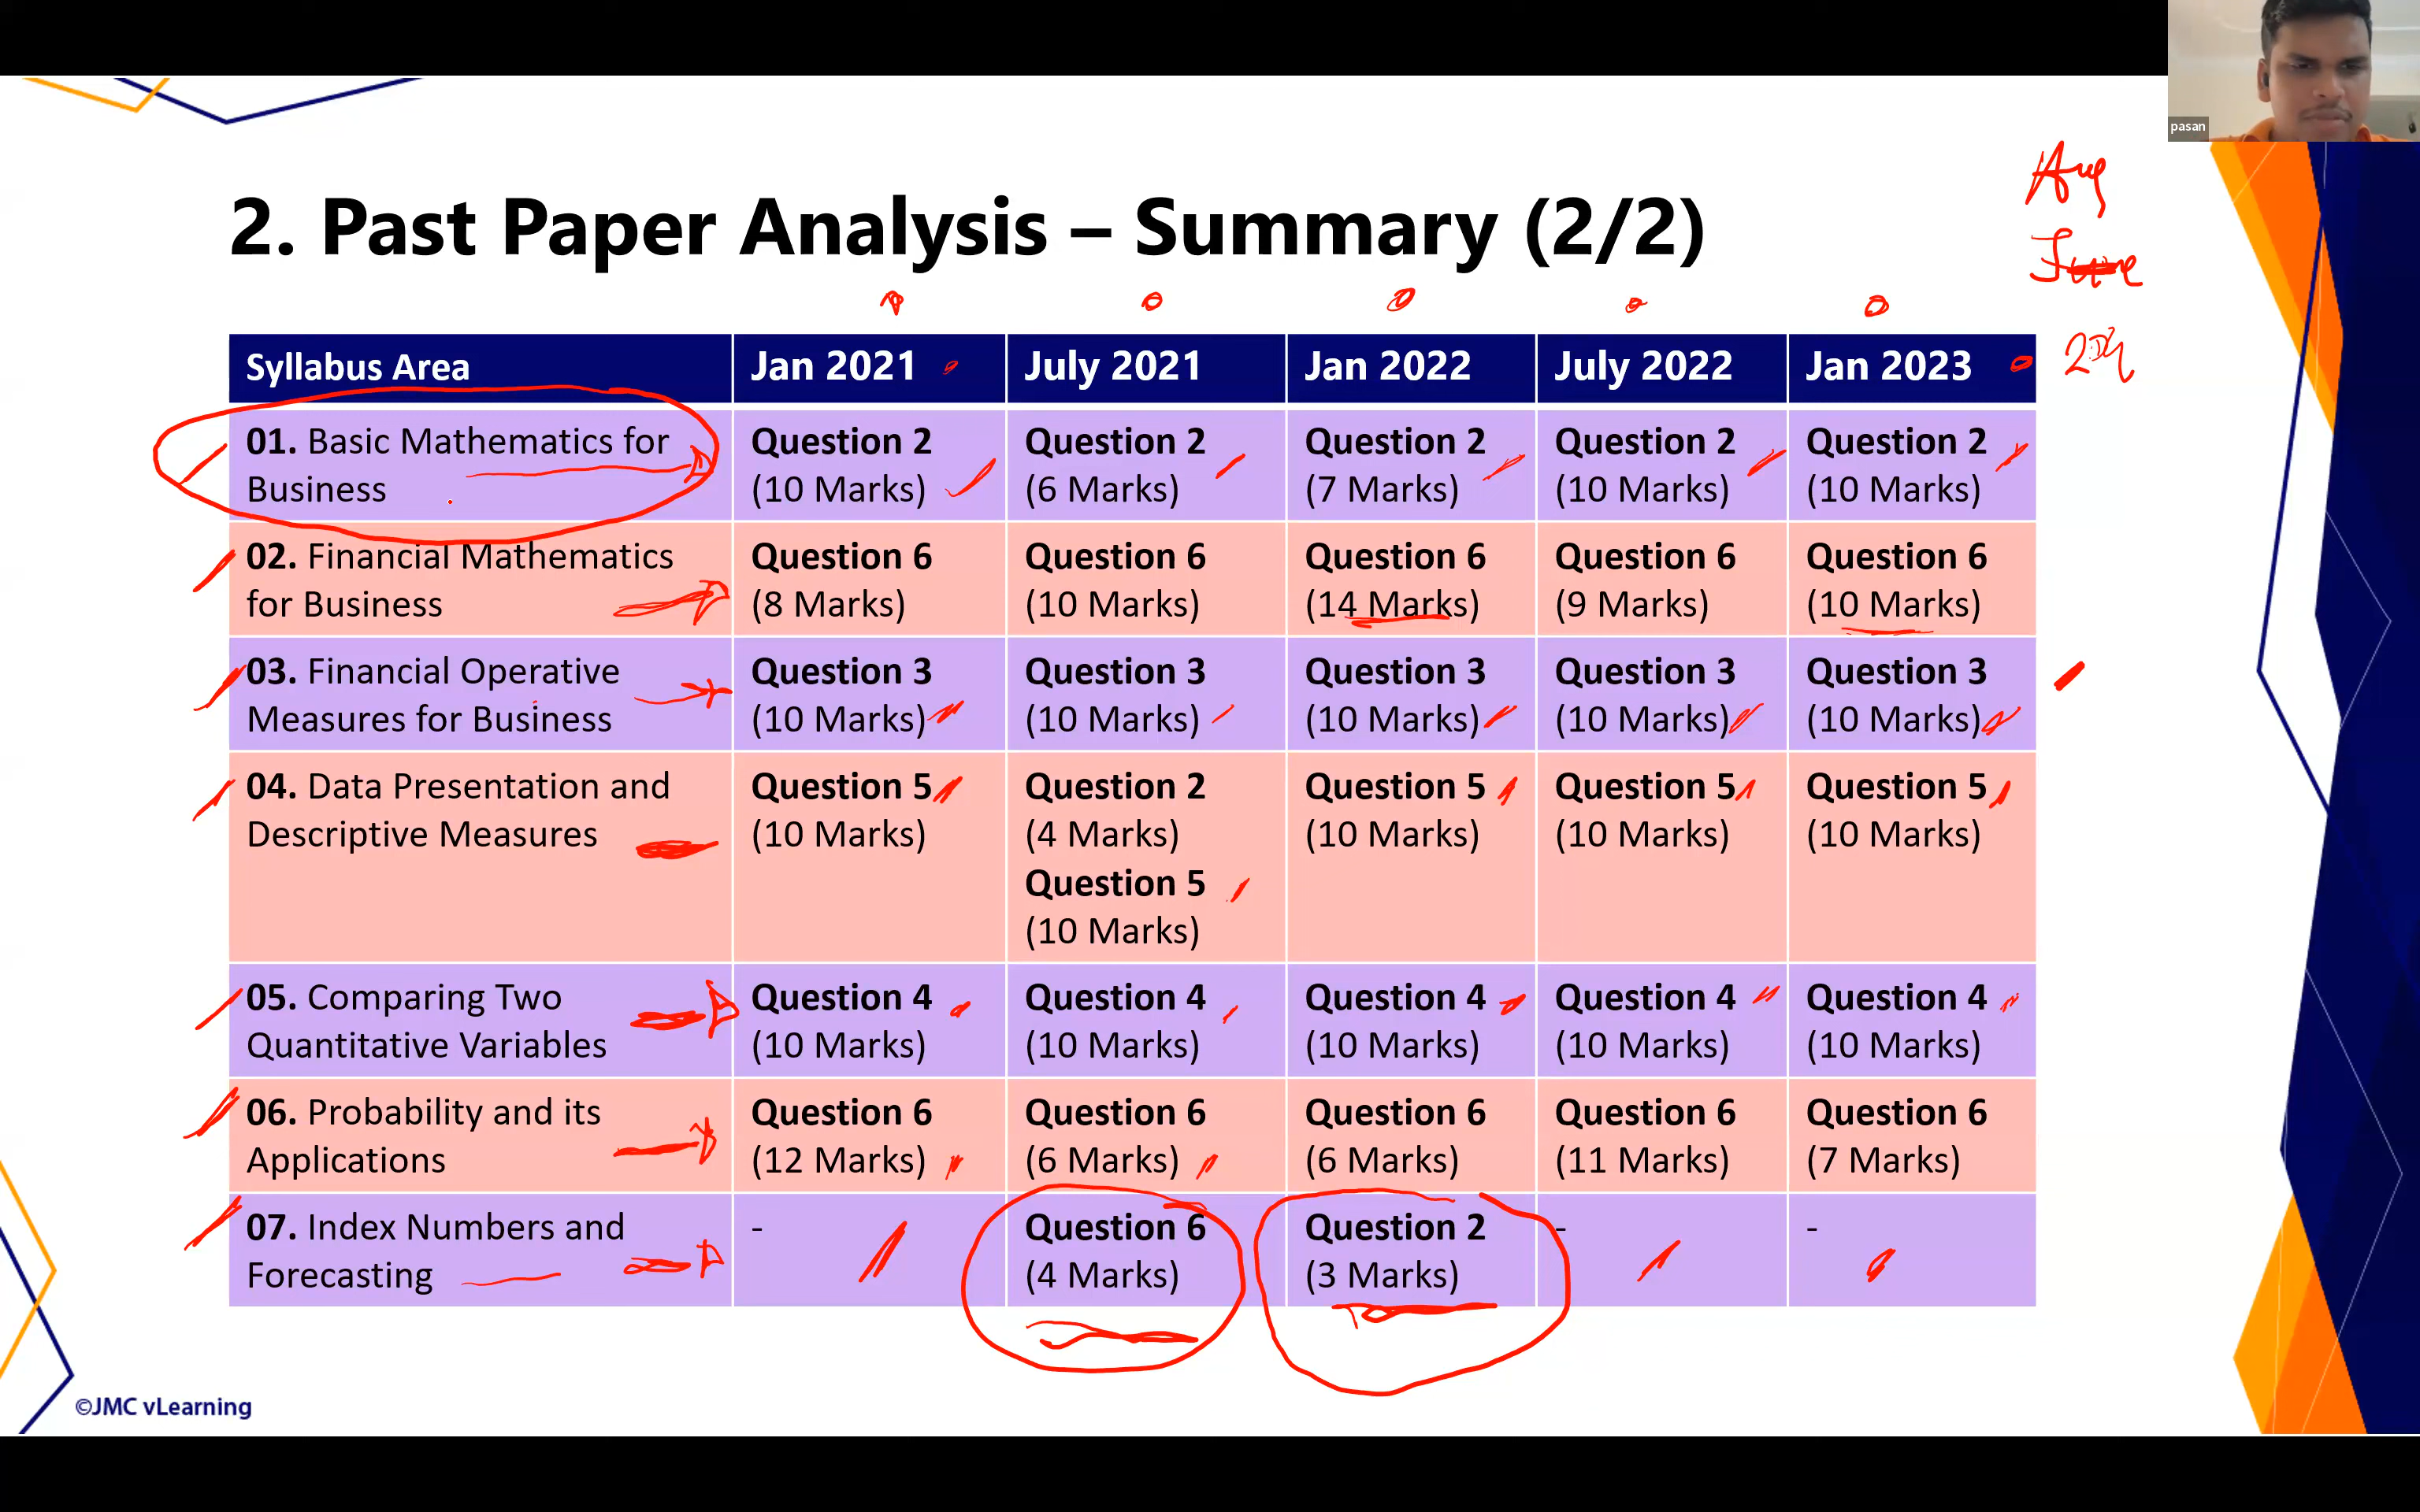 pasan
Aug
June
2. Past Paper Analysis – Summary (2/2)
Syllabus Area Jan 2021 July 2021 Jan 2022 July 2022 Jan 2023
01. Basic Mathematics for Question 2 Question 2 Question 2 Question 2 Question 2
Business (10 Marks) (6 Marks) (7 Marks) (10 Marks) (10 Marks)
02. Financial Mathematics Question 6 Question 6 Question 6 Question 6 Question 6
for Business (8 Marks) (10 Marks) (14 Marks) (9 Marks) (10 Marks)
03. Financial Operative Question 3 Question 3 Question 3 Question 3 Question 3
Measures for Business (10 Marks) (10 Marks) (10 Marks) (10 Marks) (10 Marks)
04. Data Presentation and Question 5 Question 2 Question 5 Question 5 Question 5
Descriptive Measures (10 Marks) (4 Marks) (10 Marks) (10 Marks) (10 Marks)
Question 5
(10 Marks)
05. Comparing Two Question 4 Question 4 Question 4 Question 4 Question 4
Quantitative Variables (10 Marks) (10 Marks) (10 Marks) (10 Marks) (10 Marks)
06. Probability and its Question 6 Question 6 Question 6 Question 6 Question 6
Applications (12 Marks) (6 Marks) (6 Marks) (11 Marks) (7 Marks)
07. Index Numbers and - Question 6 Question 2 - -
Forecasting (4 Marks) (3 Marks)
©JMC vLearning